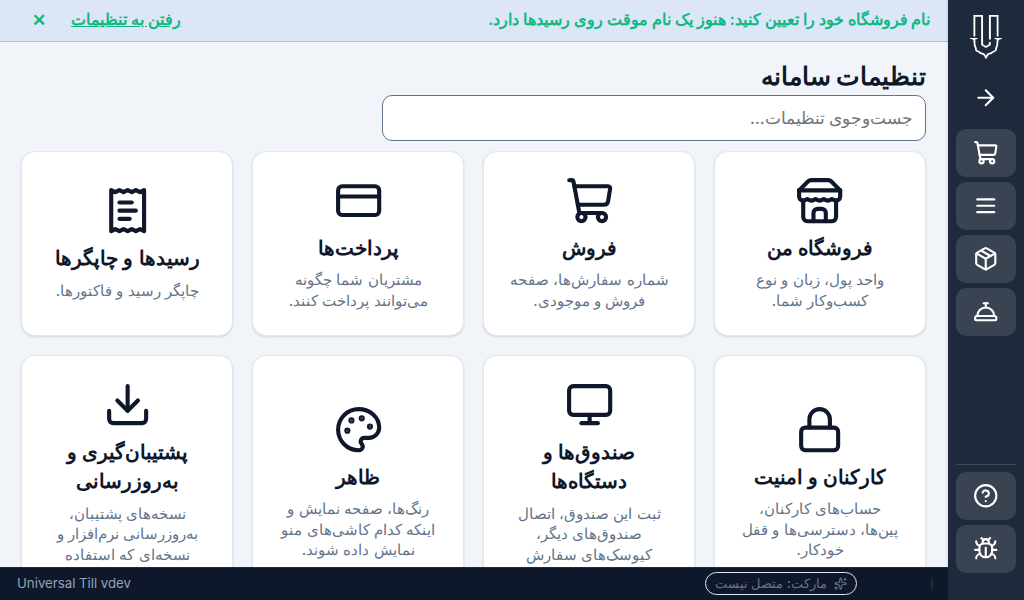 نام فروشگاه خود را تعیین کنید: هنوز یک نام موقت روی رسیدها دارد.
رفتن به تنظیمات
✕
تنظیمات سامانه
جست‌وجوی تنظیمات...
فروشگاه من
واحد پول، زبان و نوع
کسب‌وکار شما.
فروش
شماره سفارش‌ها، صفحه
فروش و موجودی.
پرداخت‌ها
مشتریان شما چگونه
می‌توانند پرداخت کنند.
رسیدها و چاپگرها
چاپگر رسید و فاکتورها.
کارکنان و امنیت
حساب‌های کارکنان،
پین‌ها، دسترسی‌ها و قفل
خودکار.
صندوق‌ها و
دستگاه‌ها
ثبت این صندوق، اتصال
صندوق‌های دیگر،
کیوسک‌های سفارش
ظاهر
رنگ‌ها، صفحه نمایش و
اینکه کدام کاشی‌های منو
نمایش داده شوند.
پشتیبان‌گیری و
به‌روزرسانی
نسخه‌های پشتیبان،
به‌روزرسانی نرم‌افزار و
نسخه‌ای که استفاده
مارکت: متصل نیست
Universal Till vdev